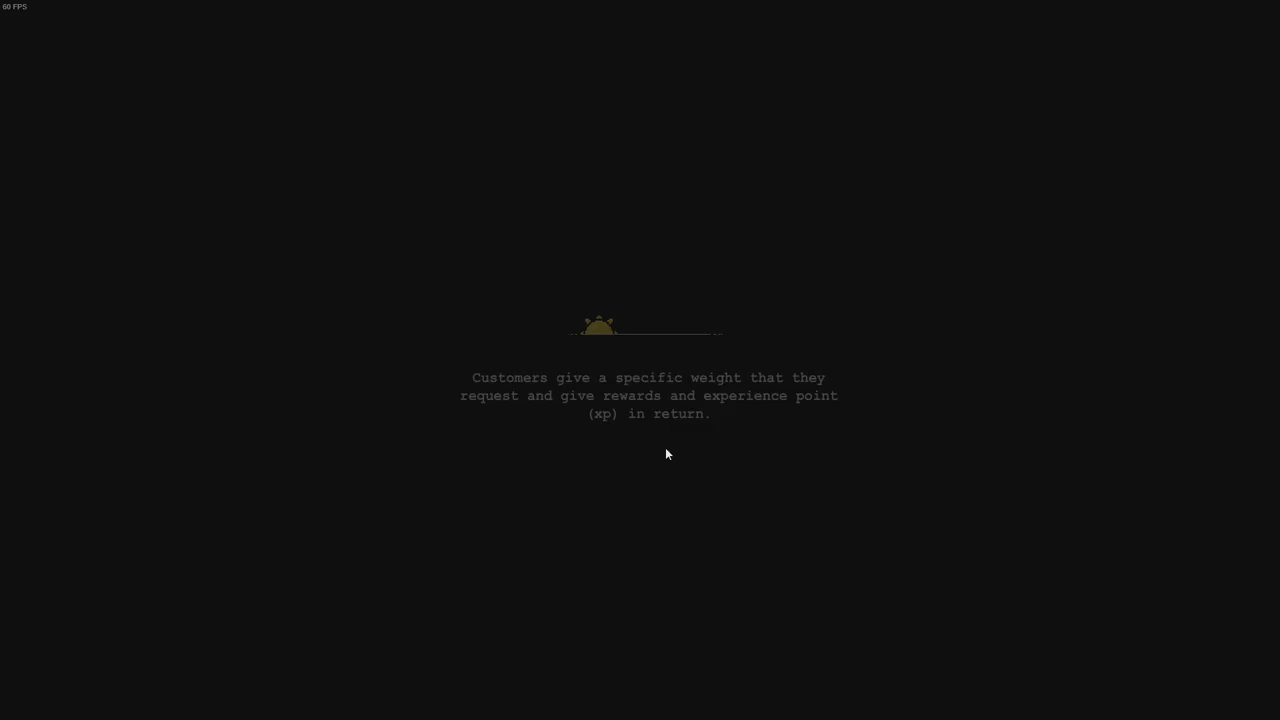 60 FPS
Customers give a specific weight that they
request and give rewards and experience point
(xp) in return.